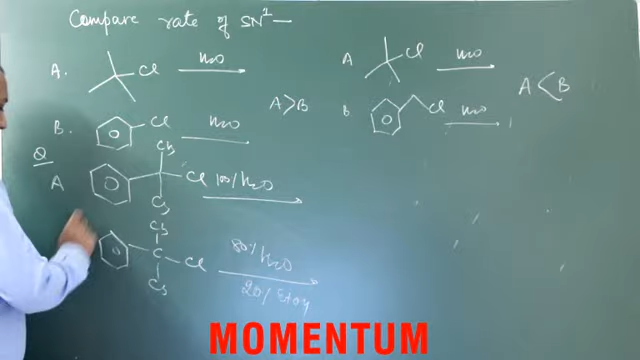 Compare rate of SN1 —
A. Cl H2O
B. Cl H2O
A > B
A Cl H2O
B Cl H2O
A < B
Q
A CH3 Cl 100% H2O
CH3
CH3
C Cl 80% H2O
CH3 20% EtOH
MOMENTUM